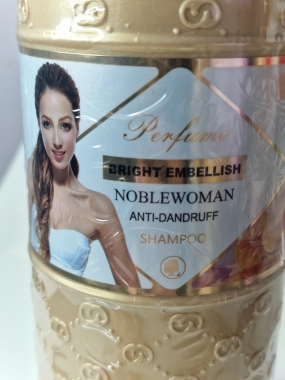 Perfume
BRIGHT EMBELLISH
NOBLEWOMAN
ANTI-DANDRUFF
SHAMPOO